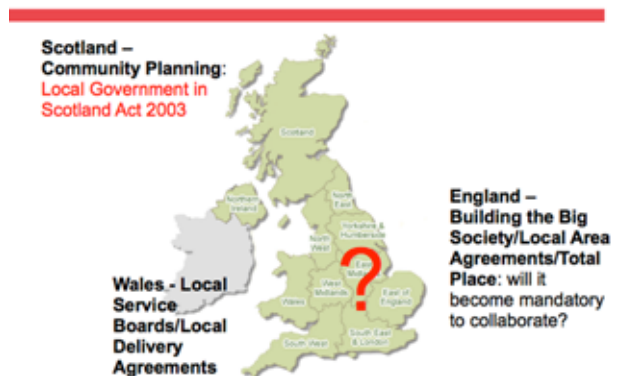 Scotland –
Community Planning:
Local Government in
Scotland Act 2003
Scotland
Northern
Ireland
North
East
Yorkshire &
Humberside
North
West
East
Midlands
?
West
Midlands
East of
England
Wales
South East
& London
South West
England –
Building the Big
Society/Local Area
Agreements/Total
Place: will it
become mandatory
to collaborate?
Wales - Local
Service
Boards/Local
Delivery
Agreements